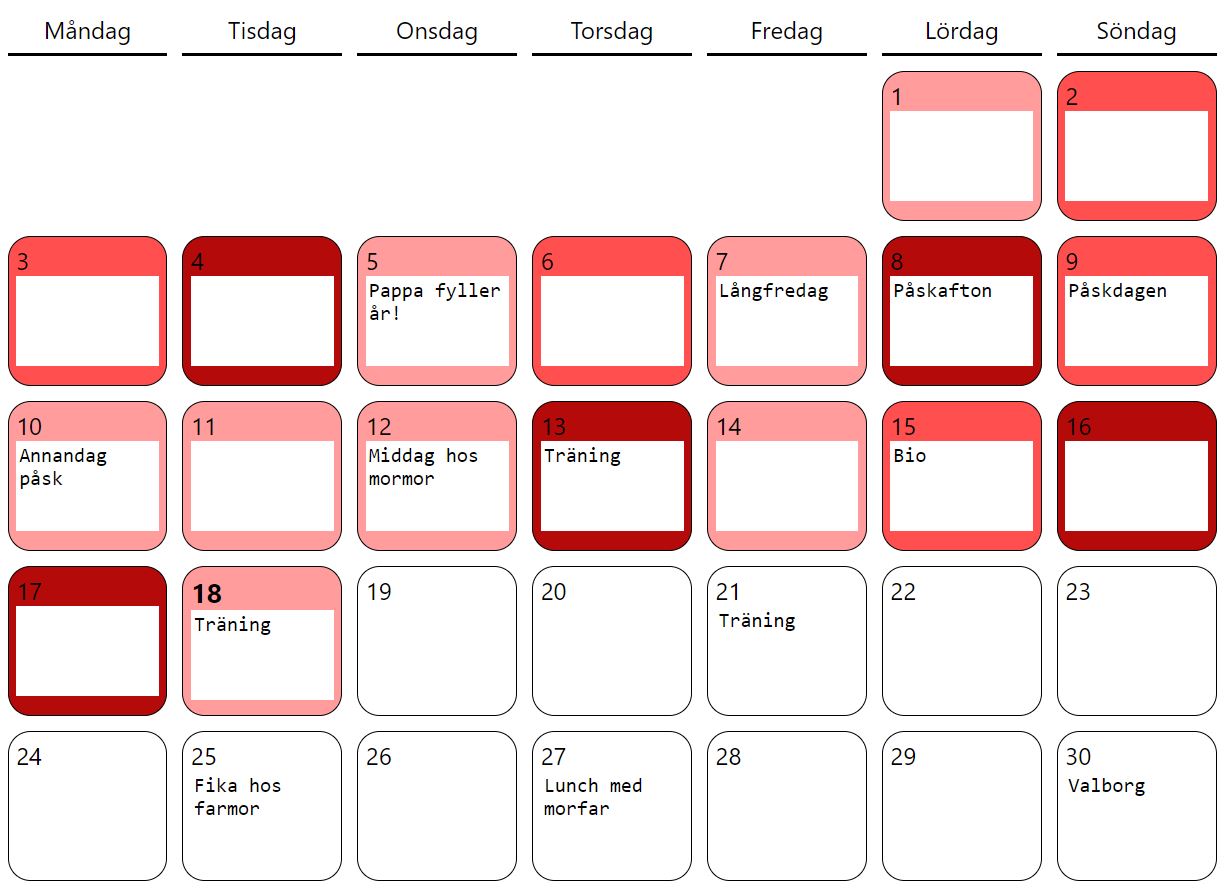 Måndag Tisdag Onsdag Torsdag Fredag Lördag Söndag
1 2
3 4 5 6 7 8 9
Pappa fyller år! Långfredag Påskafton Påskdagen
10 11 12 13 14 15 16
Annandag påsk Middag hos mormor Träning Bio
17 18 19 20 21 22 23
Träning Träning
24 25 26 27 28 29 30
Fika hos farmor Lunch med morfar Valborg